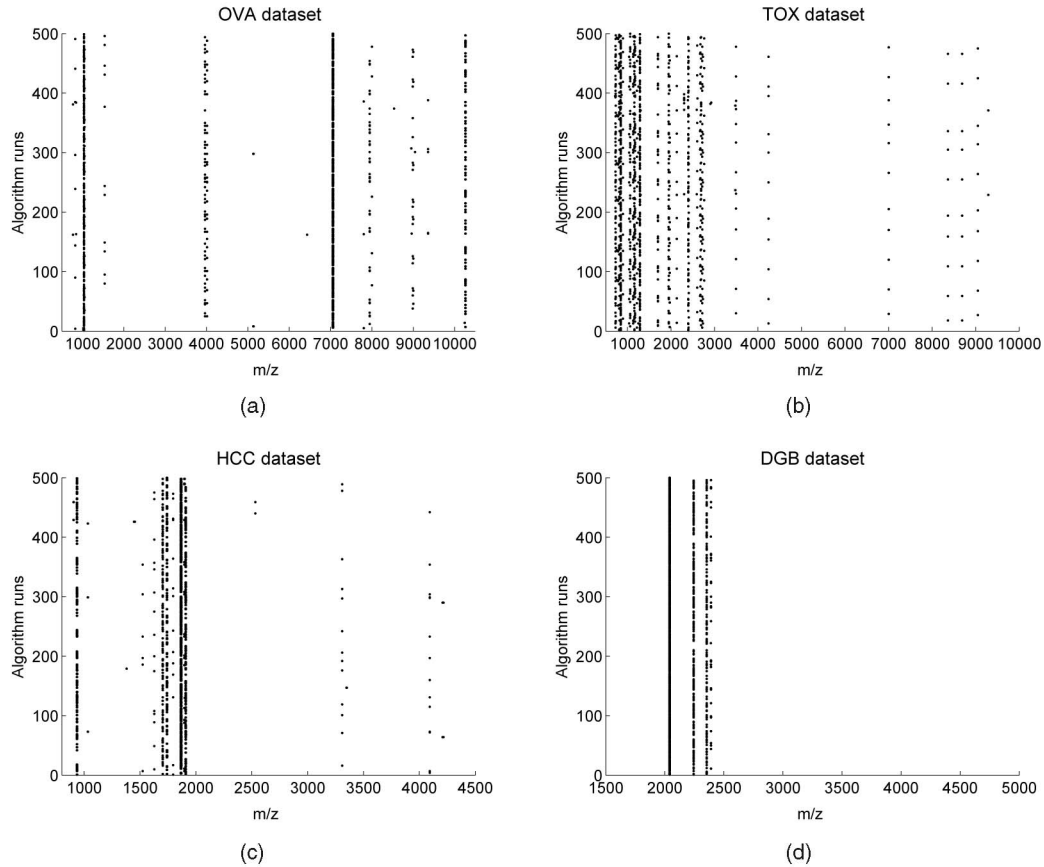 OVA dataset
500
400
300
200
100
0
Algorithm runs
1000 2000 3000 4000 5000 6000 7000 8000 9000 10000
m/z
(a)
TOX dataset
500
400
300
200
100
0
Algorithm runs
1000 2000 3000 4000 5000 6000 7000 8000 9000 10000
m/z
(b)
HCC dataset
500
400
300
200
100
0
Algorithm runs
1000 1500 2000 2500 3000 3500 4000 4500
m/z
(c)
DGB dataset
500
400
300
200
100
0
Algorithm runs
1500 2000 2500 3000 3500 4000 4500 5000
m/z
(d)